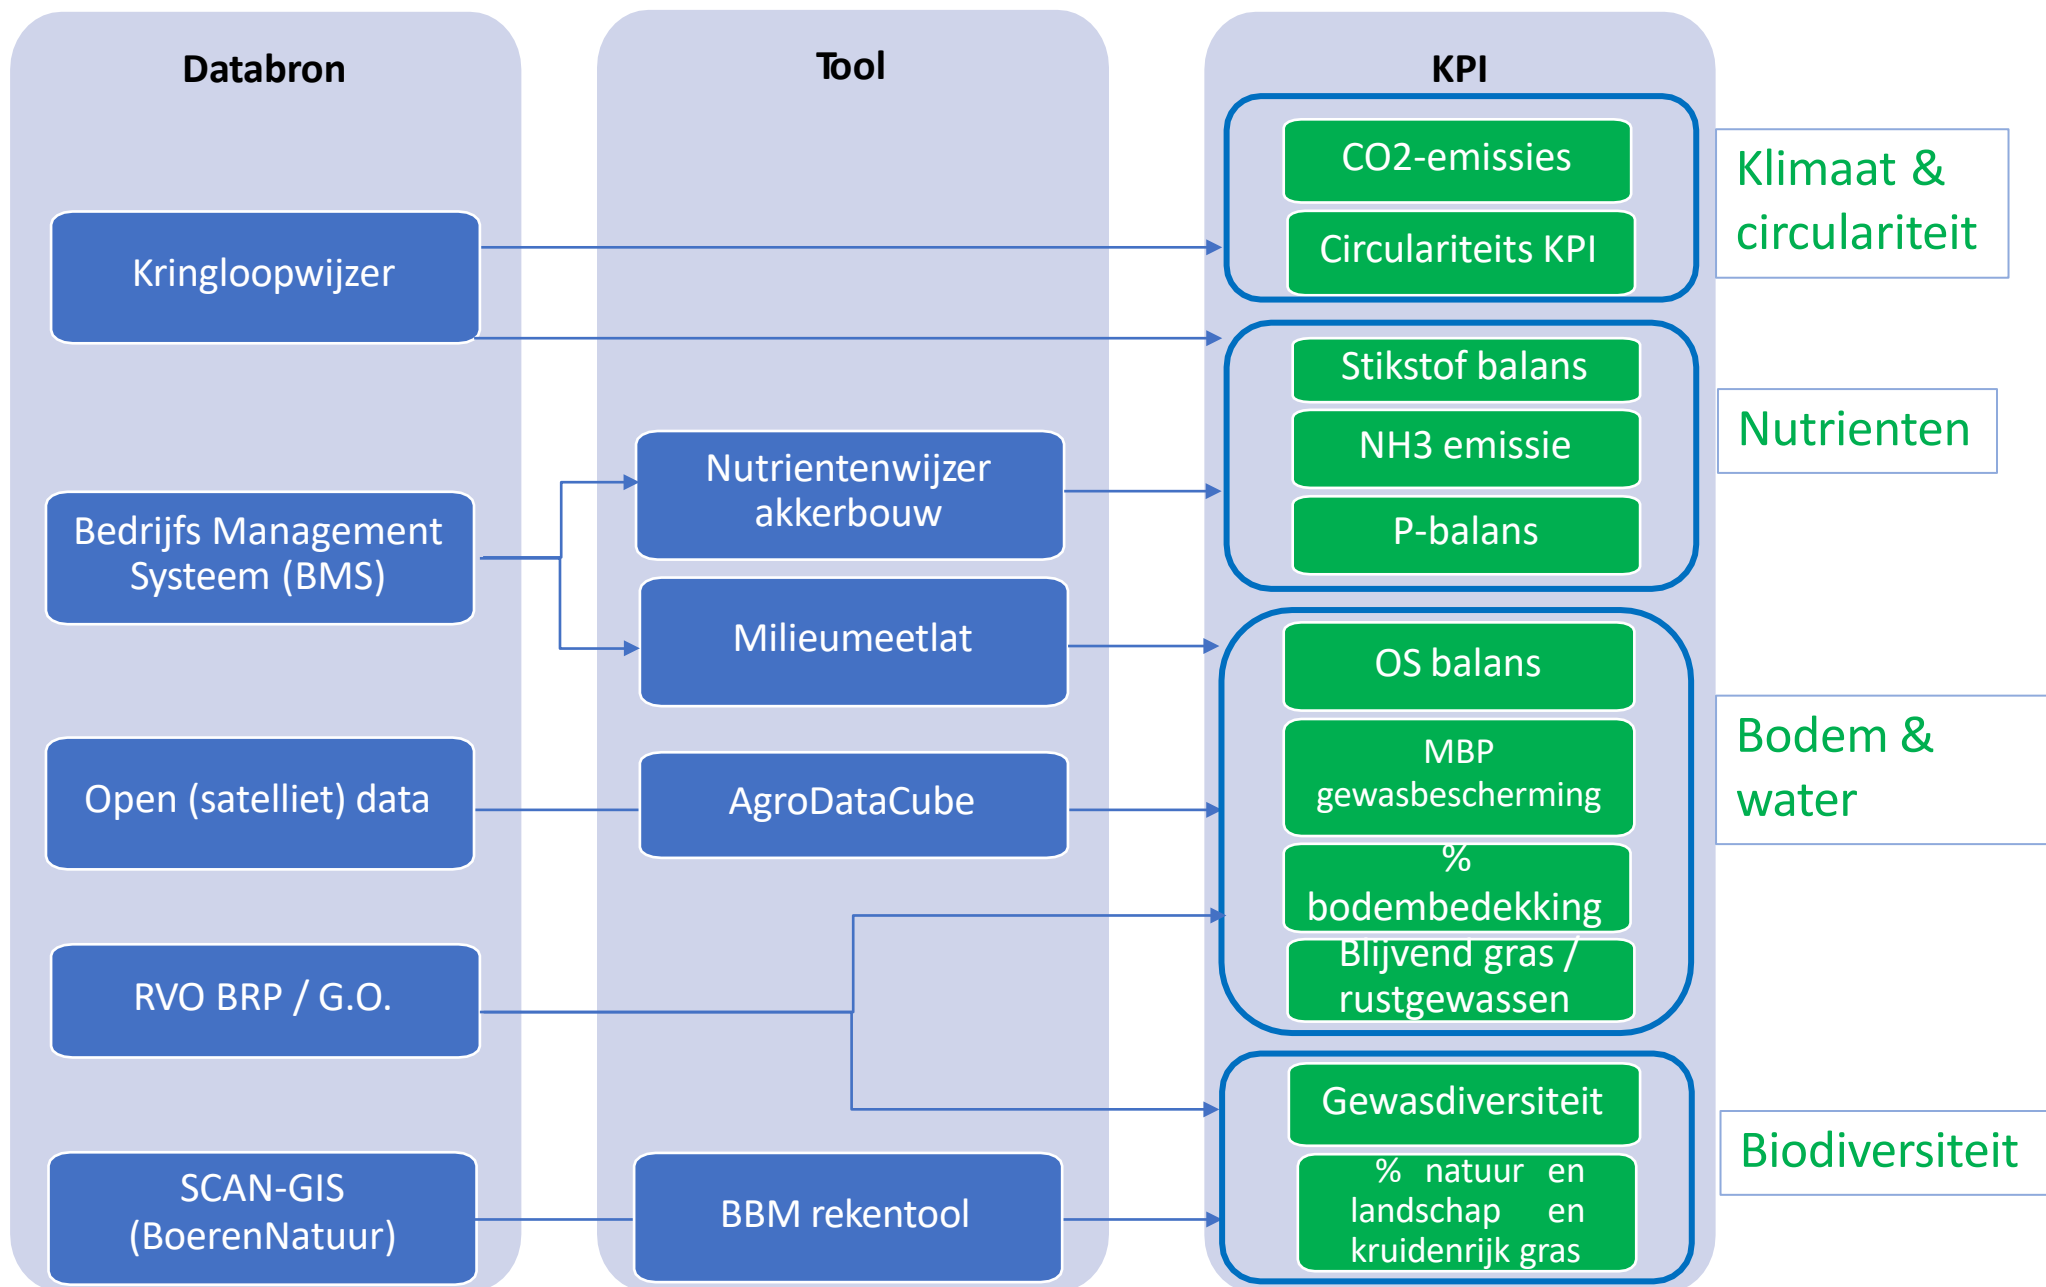 Databron
Kringloopwijzer
Bedrijfs Management
Systeem (BMS)
Open (satelliet) data
RVO BRP / G.O.
SCAN-GIS
(BoerenNatuur)
Tool
Nutrientenwijzer
akkerbouw
Milieumeetlat
AgroDataCube
BBM rekentool
KPI
CO2-emissies
Circulariteits KPI
Stikstof balans
NH3 emissie
P-balans
OS balans
MBP
gewasbescherming
%
bodembedekking
Blijvend gras /
rustgewassen
Gewasdiversiteit
% natuur en
landschap en
kruidenrijk gras
Klimaat &
circulariteit
Nutrienten
Bodem &
water
Biodiversiteit